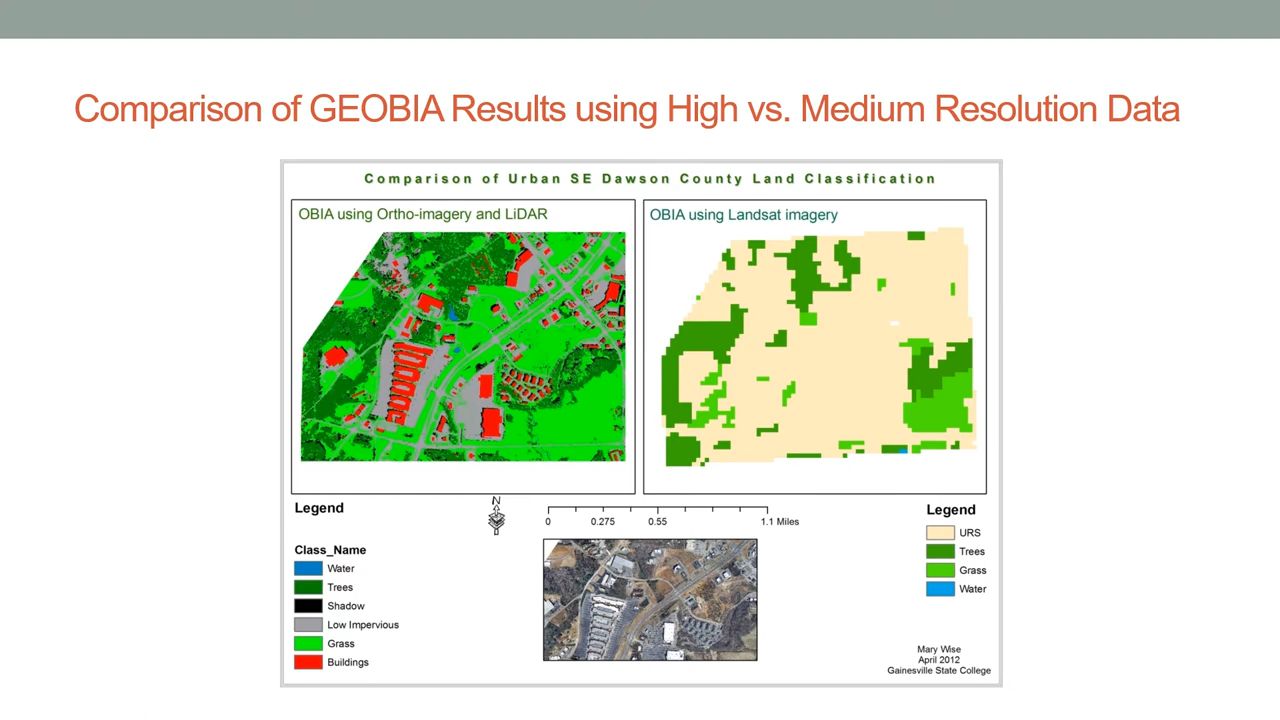 Comparison of GEOBIA Results using High vs. Medium Resolution Data
Comparison of Urban SE Dawson County Land Classification
OBIA using Ortho-imagery and LiDAR
OBIA using Landsat imagery
Legend
Class_Name
Water
Trees
Shadow
Low Impervious
Grass
Buildings
N
0 0.275 0.55 1.1 Miles
Legend
URS
Trees
Grass
Water
Mary Wise
April 2012
Gainesville State College